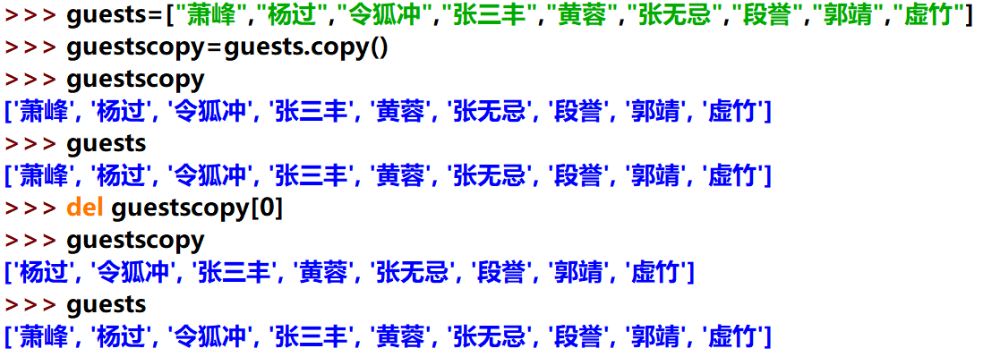 >>> guests=["萧峰","杨过","令狐冲","张三丰","黄蓉","张无忌","段誉","郭靖","虚竹"]
>>> guestscopy=guests.copy()
>>> guestscopy
['萧峰', '杨过', '令狐冲', '张三丰', '黄蓉', '张无忌', '段誉', '郭靖', '虚竹']
>>> guests
['萧峰', '杨过', '令狐冲', '张三丰', '黄蓉', '张无忌', '段誉', '郭靖', '虚竹']
>>> del guestscopy[0]
>>> guestscopy
['杨过', '令狐冲', '张三丰', '黄蓉', '张无忌', '段誉', '郭靖', '虚竹']
>>> guests
['萧峰', '杨过', '令狐冲', '张三丰', '黄蓉', '张无忌', '段誉', '郭靖', '虚竹']